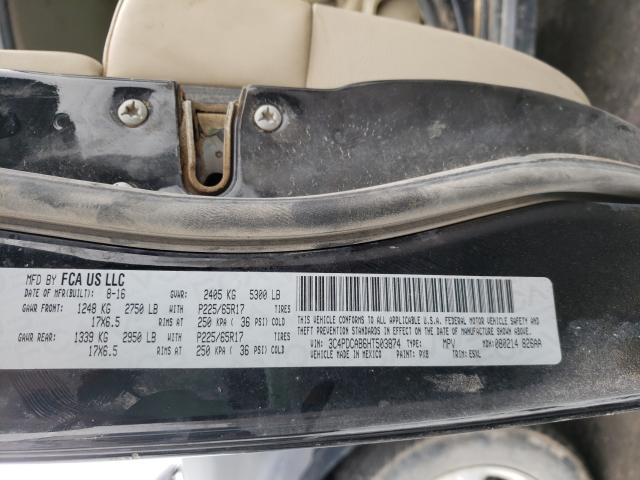 MFD BY FCA US LLC
DATE OF MFR(BUILT) 8-16 GVWR: 2405 KG 5300 LB
GAWR FRONT: 1248 KG 2750 LB WITH P225/65R17 TIRES
17X6.5 RIMS AT 250 KPA ( 36 PSI) COLD
GAWR REAR: 1339 KG 2950 LB WITH P225/65R17 TIRES
17X6.5 RIMS AT 250 KPA ( 36 PSI) COLD
THIS VEHICLE CONFORMS TO ALL APPLICABLE U.S.A. FEDERAL MOTOR VEHICLE SAFETY, BUMPER AND
THEFT PREVENTION STANDARDS IN EFFECT ON THE DATE OF MANUFACTURE SHOWN ABOVE.
VIN: 3C4PDCAB6HT503874 TYPE: MPV MDH: 080214 826AA
VEHICLE MADE IN MEXICO PAINT: PX8 TRIM: